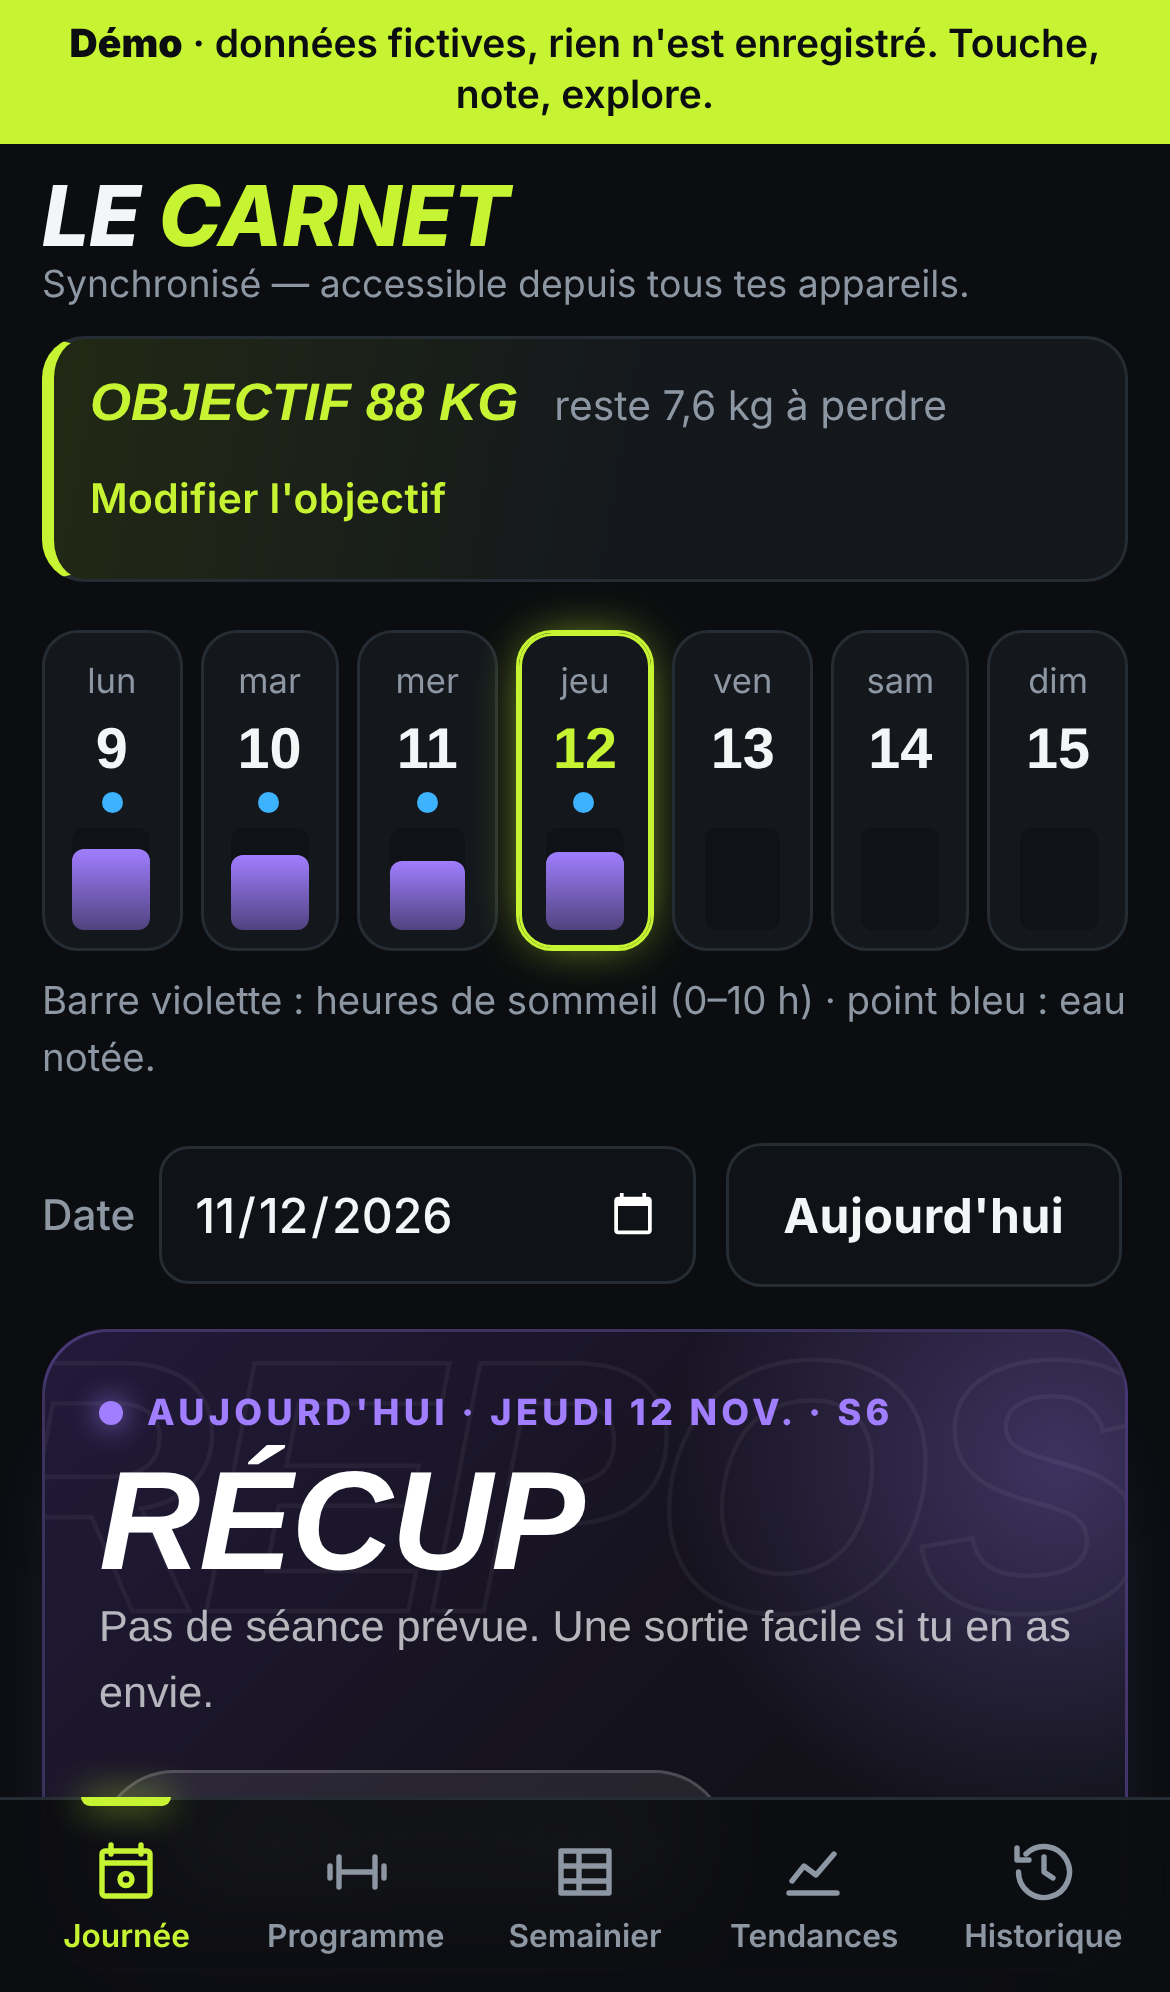 Démo · données fictives, rien n'est enregistré. Touche,
note, explore.
LE CARNET
Synchronisé — accessible depuis tous tes appareils.
OBJECTIF 88 KG reste 7,6 kg à perdre
Modifier l'objectif
lun mar mer jeu ven sam dim
9 10 11 12 13 14 15
Barre violette : heures de sommeil (0–10 h) · point bleu : eau
notée.
Date 11/12/2026 Aujourd'hui
REPOS
AUJOURD'HUI · JEUDI 12 NOV. · S6
RÉCUP
Pas de séance prévue. Une sortie facile si tu en as
envie.
Journée Programme Semainier Tendances Historique